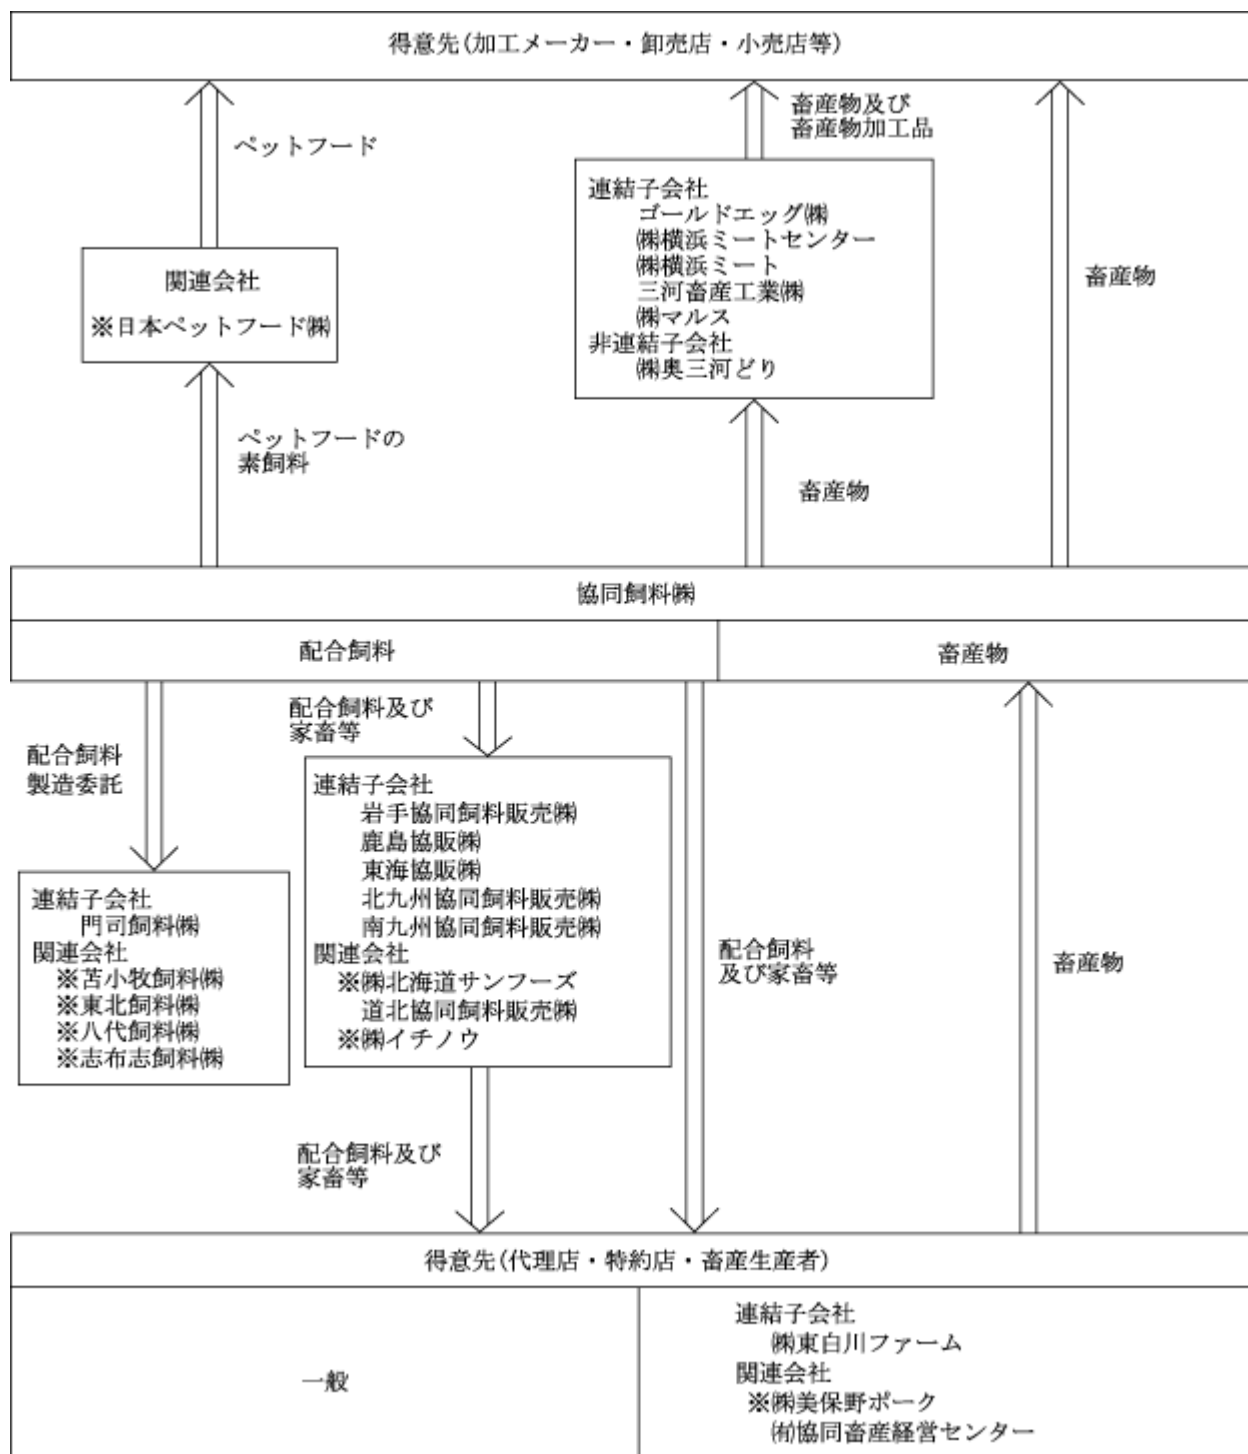 得意先(加工メーカー・卸売店・小売店等)
ペットフード
畜産物及び
畜産物加工品
連結子会社
ゴールドエッグ㈱
㈱横浜ミートセンター
㈱横浜ミート
三河畜産工業㈱
㈱マルス
非連結子会社
㈱奥三河どり
畜産物
関連会社
※日本ペットフード㈱
ペットフードの
素飼料
畜産物
協同飼料㈱
配合飼料
畜産物
配合飼料
製造委託
配合飼料及び
家畜等
連結子会社
門司飼料㈱
関連会社
※苫小牧飼料㈱
※東北飼料㈱
※八代飼料㈱
※志布志飼料㈱
連結子会社
岩手協同飼料販売㈱
鹿島協販㈱
東海協販㈱
北九州協同飼料販売㈱
南九州協同飼料販売㈱
関連会社
※㈱北海道サンフーズ
道北協同飼料販売㈱
※㈱イチノウ
配合飼料
及び家畜等
畜産物
配合飼料及び
家畜等
得意先(代理店・特約店・畜産生産者)
一般
連結子会社
㈱東白川ファーム
関連会社
※㈱美保野ポーク
㈲協同畜産経営センター